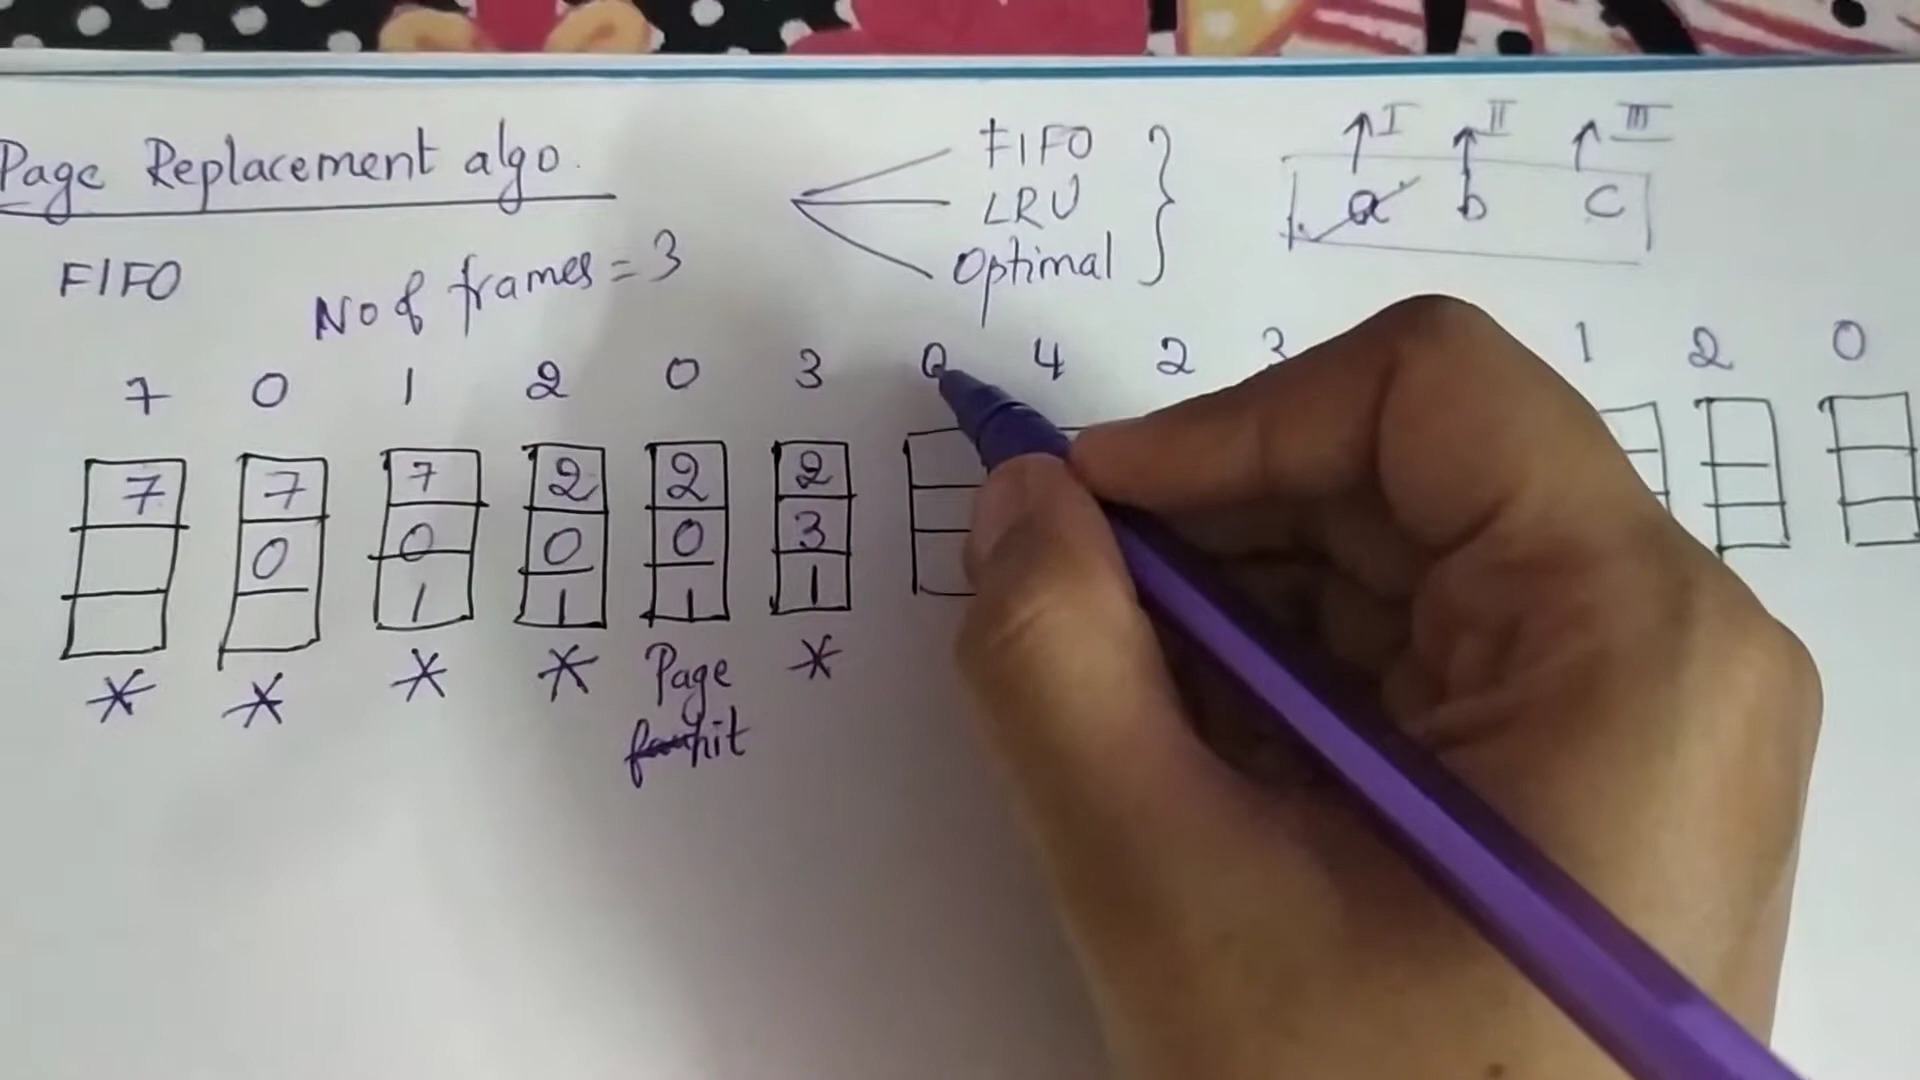 Page Replacement algo.
FIFO
LRU
Optimal
I II III
a b c
FIFO
No of frames = 3
7 0 1 2 0 3 0 4 2 3 1 2 0
7 7 7 2 2 2
0 0 0 0 3
1 1 1 1
* * * * Page *
hit